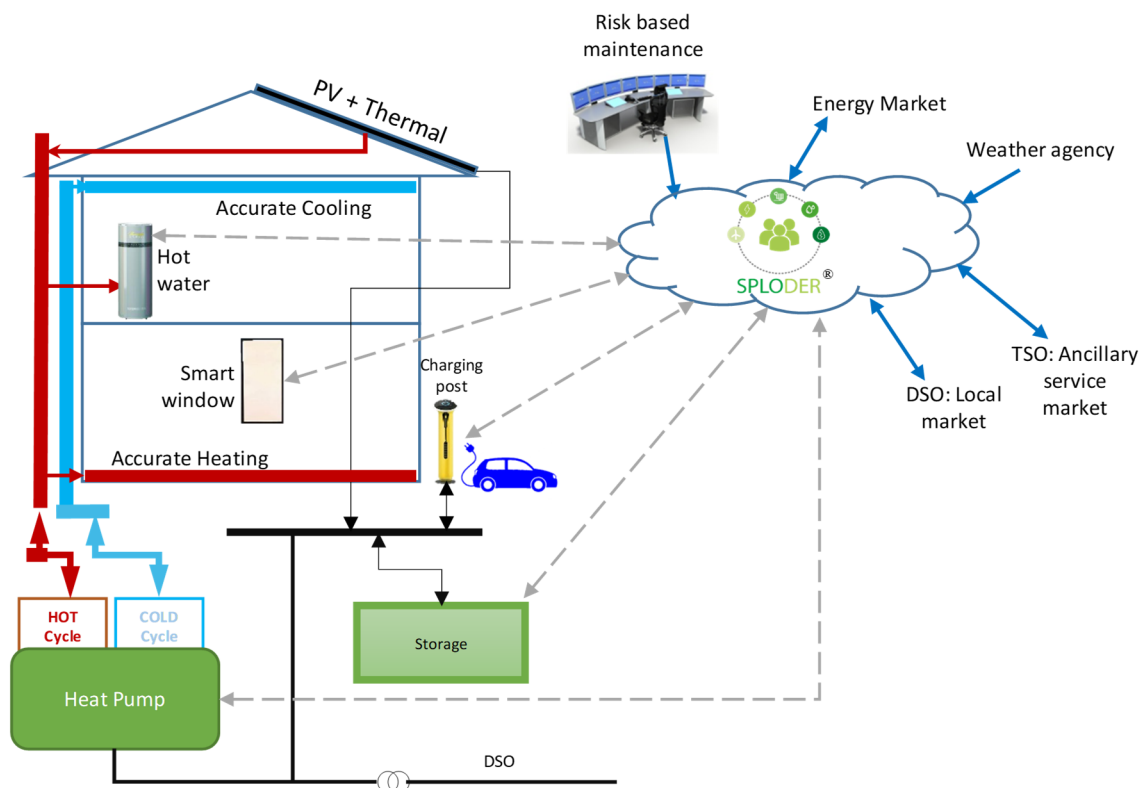 Risk based
maintenance
PV + Thermal
Energy Market
Weather agency
Accurate Cooling
Hot
water
SPLODER®
Smart
window
Charging
post
TSO: Ancillary
service
market
DSO: Local
market
Accurate Heating
HOT
Cycle
COLD
Cycle
Storage
Heat Pump
DSO